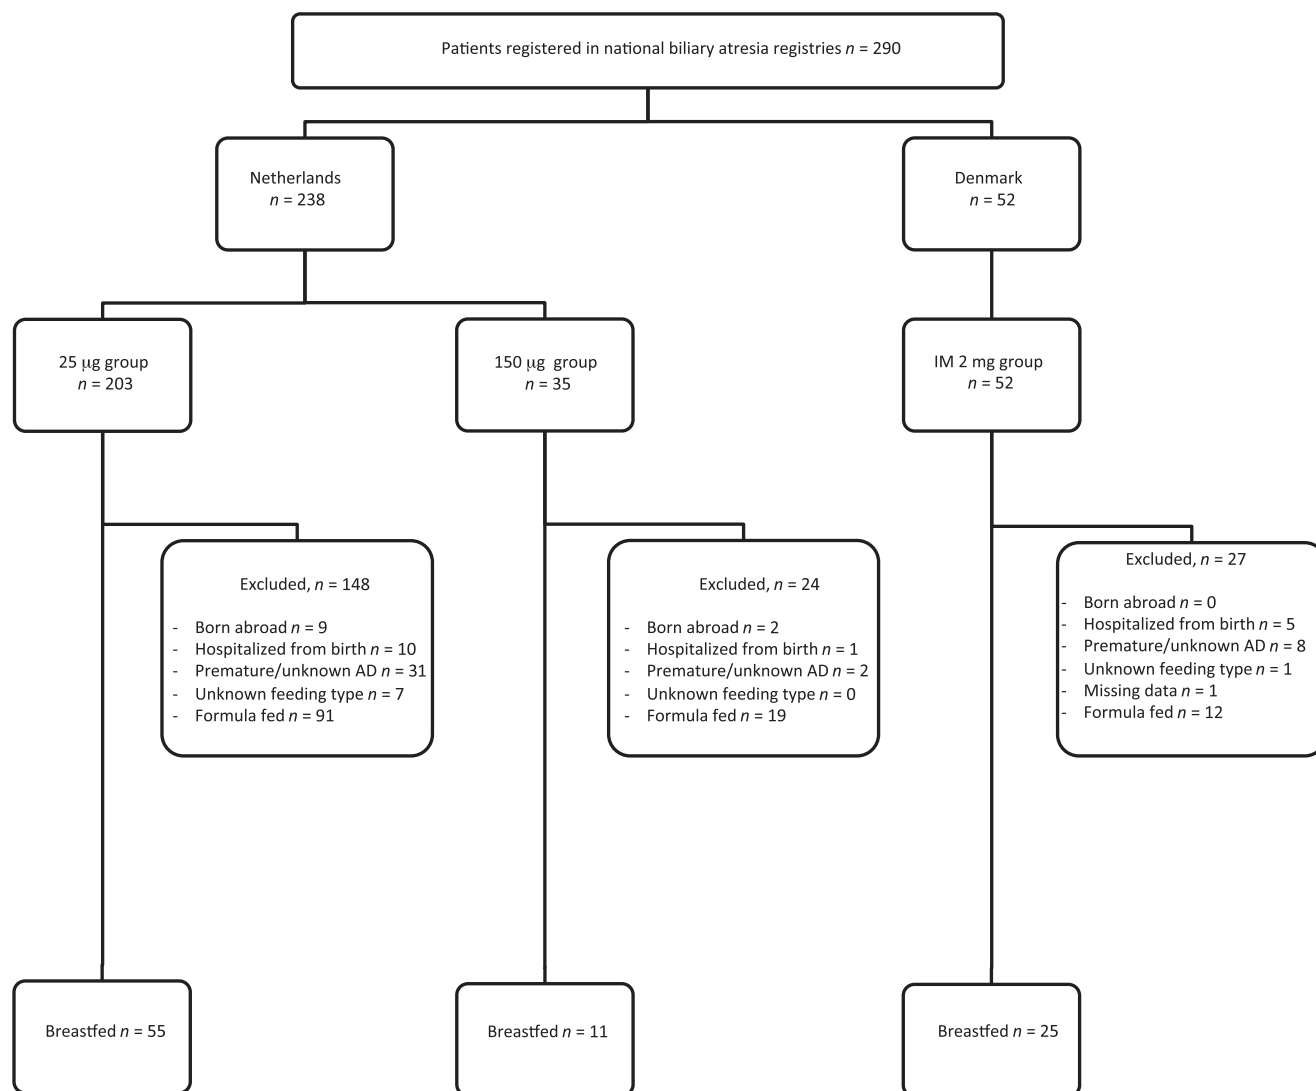 Patients registered in national biliary atresia registries n = 290
Netherlands
n = 238
Denmark
n = 52
25 µg group
n = 203
150 µg group
n = 35
IM 2 mg group
n = 52
Excluded, n = 148
- Born abroad n = 9
- Hospitalized from birth n = 10
- Premature/unknown AD n = 31
- Unknown feeding type n = 7
- Formula fed n = 91
Excluded, n = 24
- Born abroad n = 2
- Hospitalized from birth n = 1
- Premature/unknown AD n = 2
- Unknown feeding type n = 0
- Formula fed n = 19
Excluded, n = 27
- Born abroad n = 0
- Hospitalized from birth n = 5
- Premature/unknown AD n = 8
- Unknown feeding type n = 1
- Missing data n = 1
- Formula fed n = 12
Breastfed n = 55
Breastfed n = 11
Breastfed n = 25